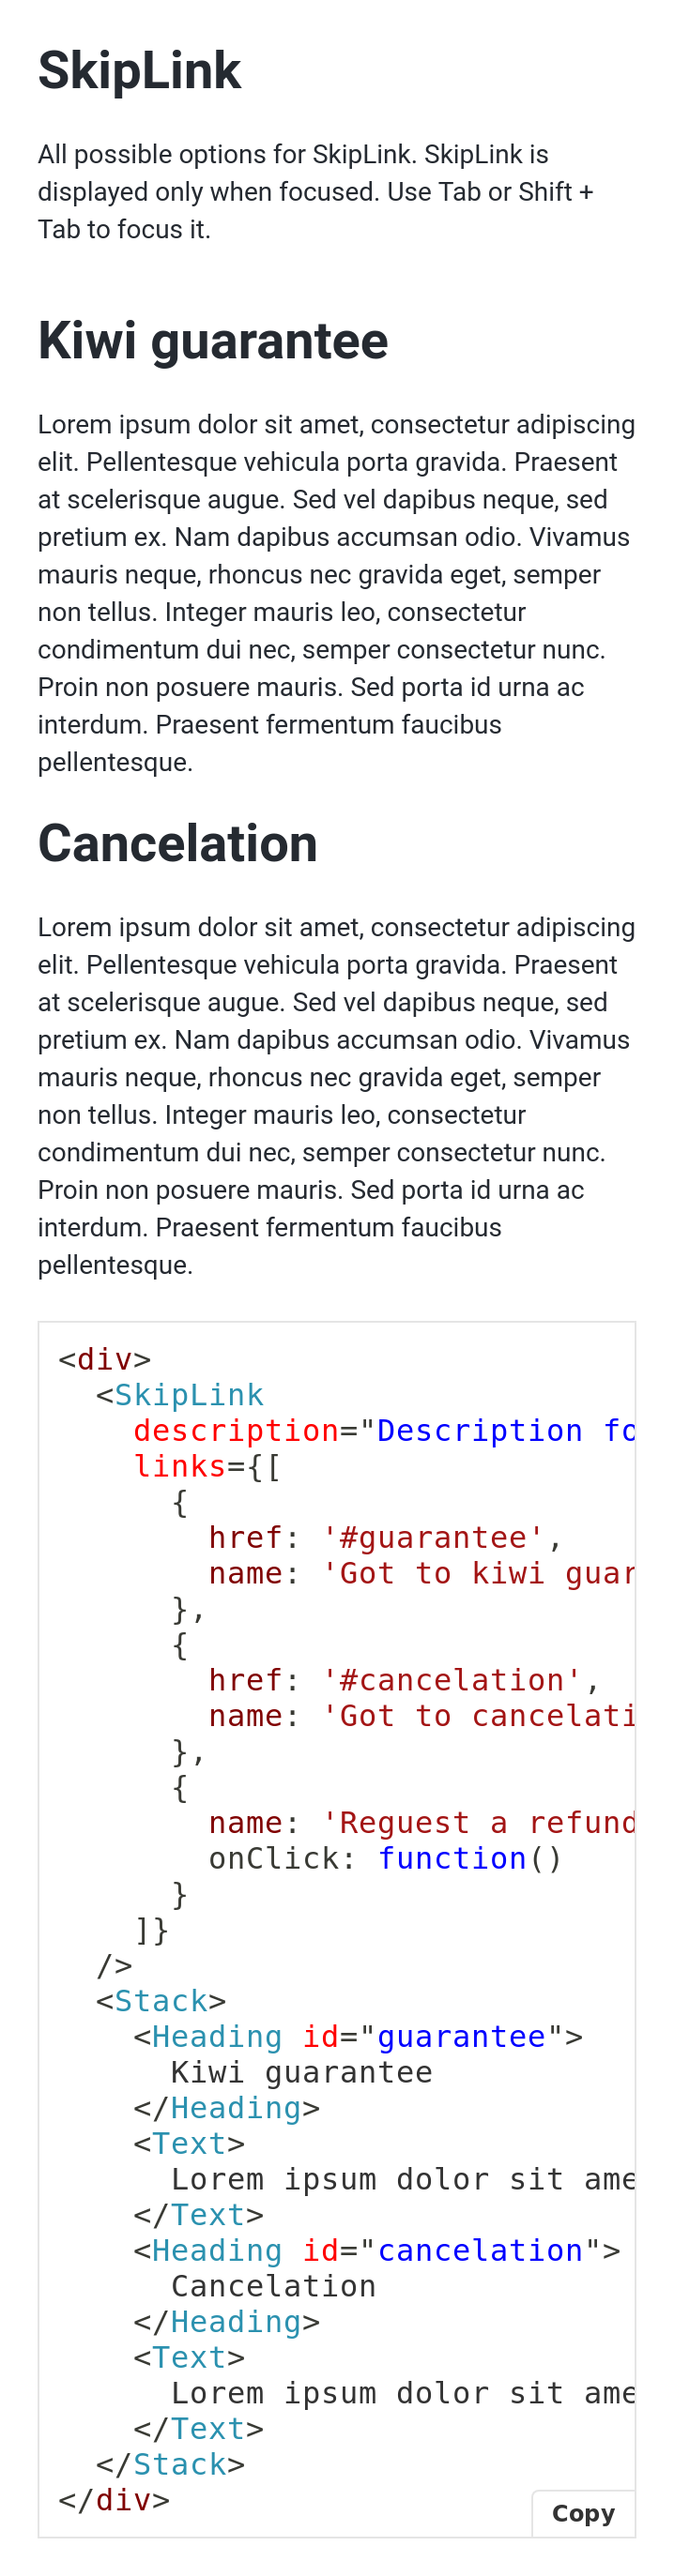 SkipLink
All possible options for SkipLink. SkipLink is
displayed only when focused. Use Tab or Shift +
Tab to focus it.
Kiwi guarantee
Lorem ipsum dolor sit amet, consectetur adipiscing
elit. Pellentesque vehicula porta gravida. Praesent
at scelerisque augue. Sed vel dapibus neque, sed
pretium ex. Nam dapibus accumsan odio. Vivamus
mauris neque, rhoncus nec gravida eget, semper
non tellus. Integer mauris leo, consectetur
condimentum dui nec, semper consectetur nunc.
Proin non posuere mauris. Sed porta id urna ac
interdum. Praesent fermentum faucibus
pellentesque.
Cancelation
Lorem ipsum dolor sit amet, consectetur adipiscing
elit. Pellentesque vehicula porta gravida. Praesent
at scelerisque augue. Sed vel dapibus neque, sed
pretium ex. Nam dapibus accumsan odio. Vivamus
mauris neque, rhoncus nec gravida eget, semper
non tellus. Integer mauris leo, consectetur
condimentum dui nec, semper consectetur nunc.
Proin non posuere mauris. Sed porta id urna ac
interdum. Praesent fermentum faucibus
pellentesque.
<div>
  <SkipLink
    description="Description fo
    links={[
      {
        href: '#guarantee',
        name: 'Got to kiwi guar
      },
      {
        href: '#cancelation',
        name: 'Got to cancelati
      },
      {
        name: 'Reguest a refund
        onClick: function()
      }
    ]}
  />
  <Stack>
    <Heading id="guarantee">
      Kiwi guarantee
    </Heading>
    <Text>
      Lorem ipsum dolor sit ame
    </Text>
    <Heading id="cancelation">
      Cancelation
    </Heading>
    <Text>
      Lorem ipsum dolor sit ame
    </Text>
  </Stack>
</div>
Copy